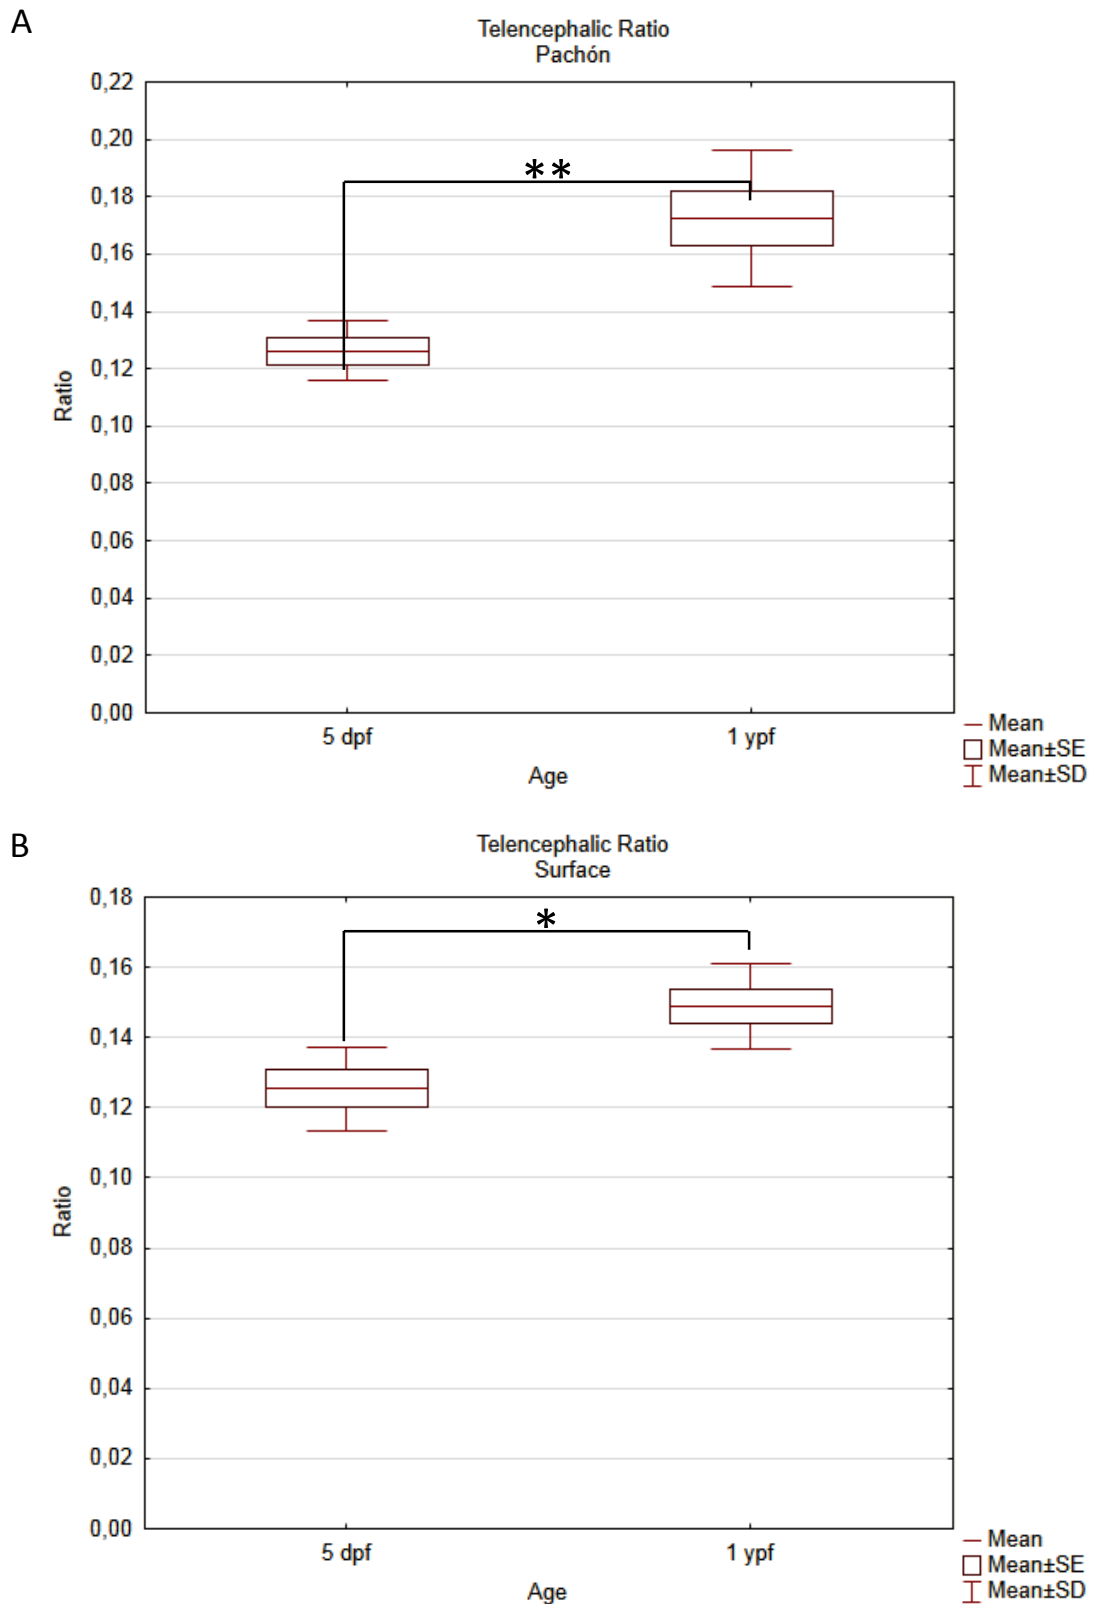 A
Telencephalic Ratio
Pachón
0,22
0,20
**
0,18
0,16
0,14
0,12
Ratio
0,10
0,08
0,06
0,04
0,02
0,00
5 dpf 1 ypf
Age
Mean
Mean±SE
Mean±SD
B
Telencephalic Ratio
Surface
0,18
*
0,16
0,14
0,12
0,10
Ratio
0,08
0,06
0,04
0,02
0,00
5 dpf 1 ypf
Age
Mean
Mean±SE
Mean±SD